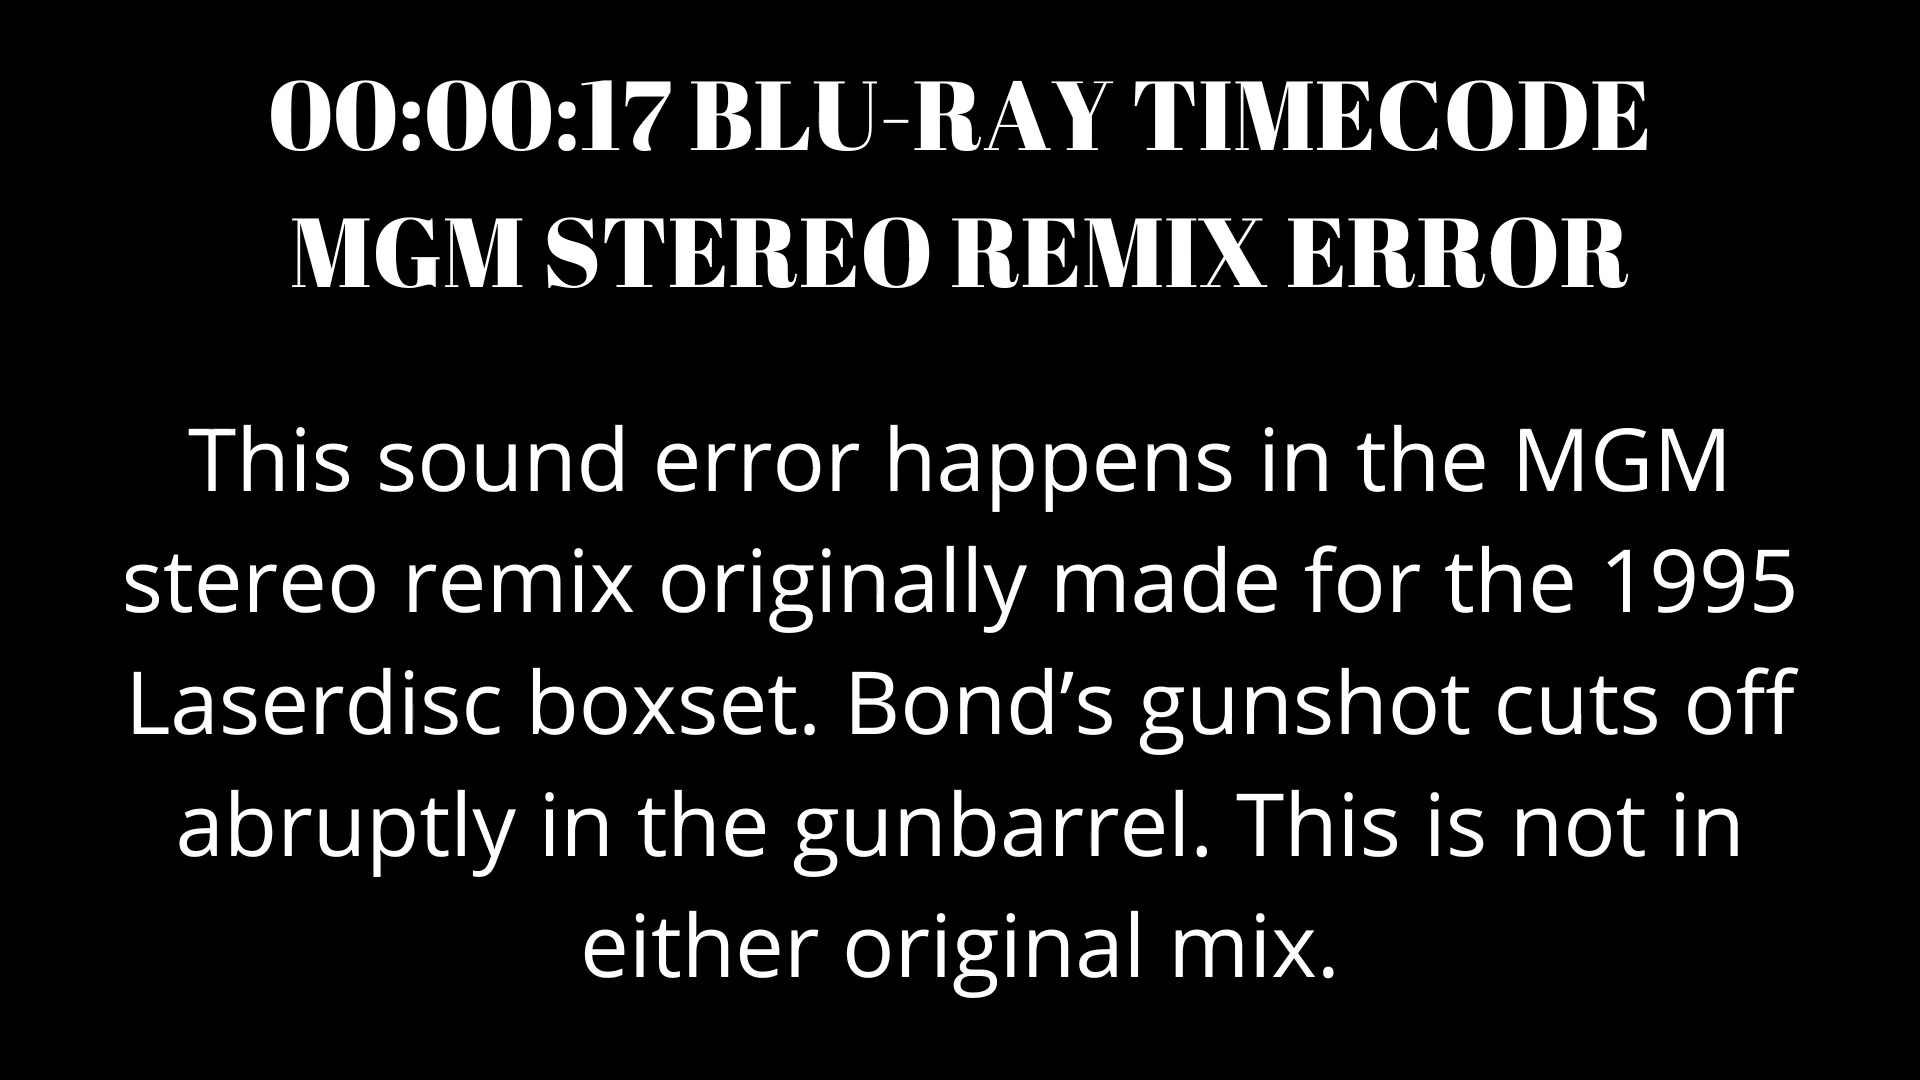 00:00:17 BLU-RAY TIMECODE
MGM STEREO REMIX ERROR
This sound error happens in the MGM
stereo remix originally made for the 1995
Laserdisc boxset. Bond’s gunshot cuts off
abruptly in the gunbarrel. This is not in
either original mix.